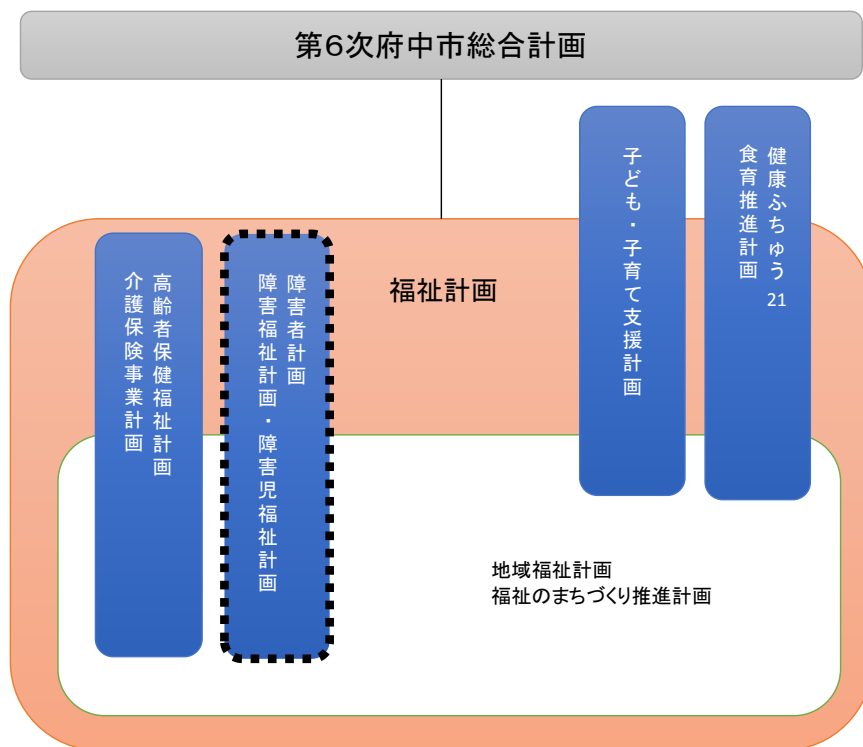 第6次府中市総合計画
健康ふちゅう21
食育推進計画
子ども・子育て支援計画
福祉計画
障害者計画
障害福祉計画・障害児福祉計画
高齢者保健福祉計画
介護保険事業計画
地域福祉計画
福祉のまちづくり推進計画